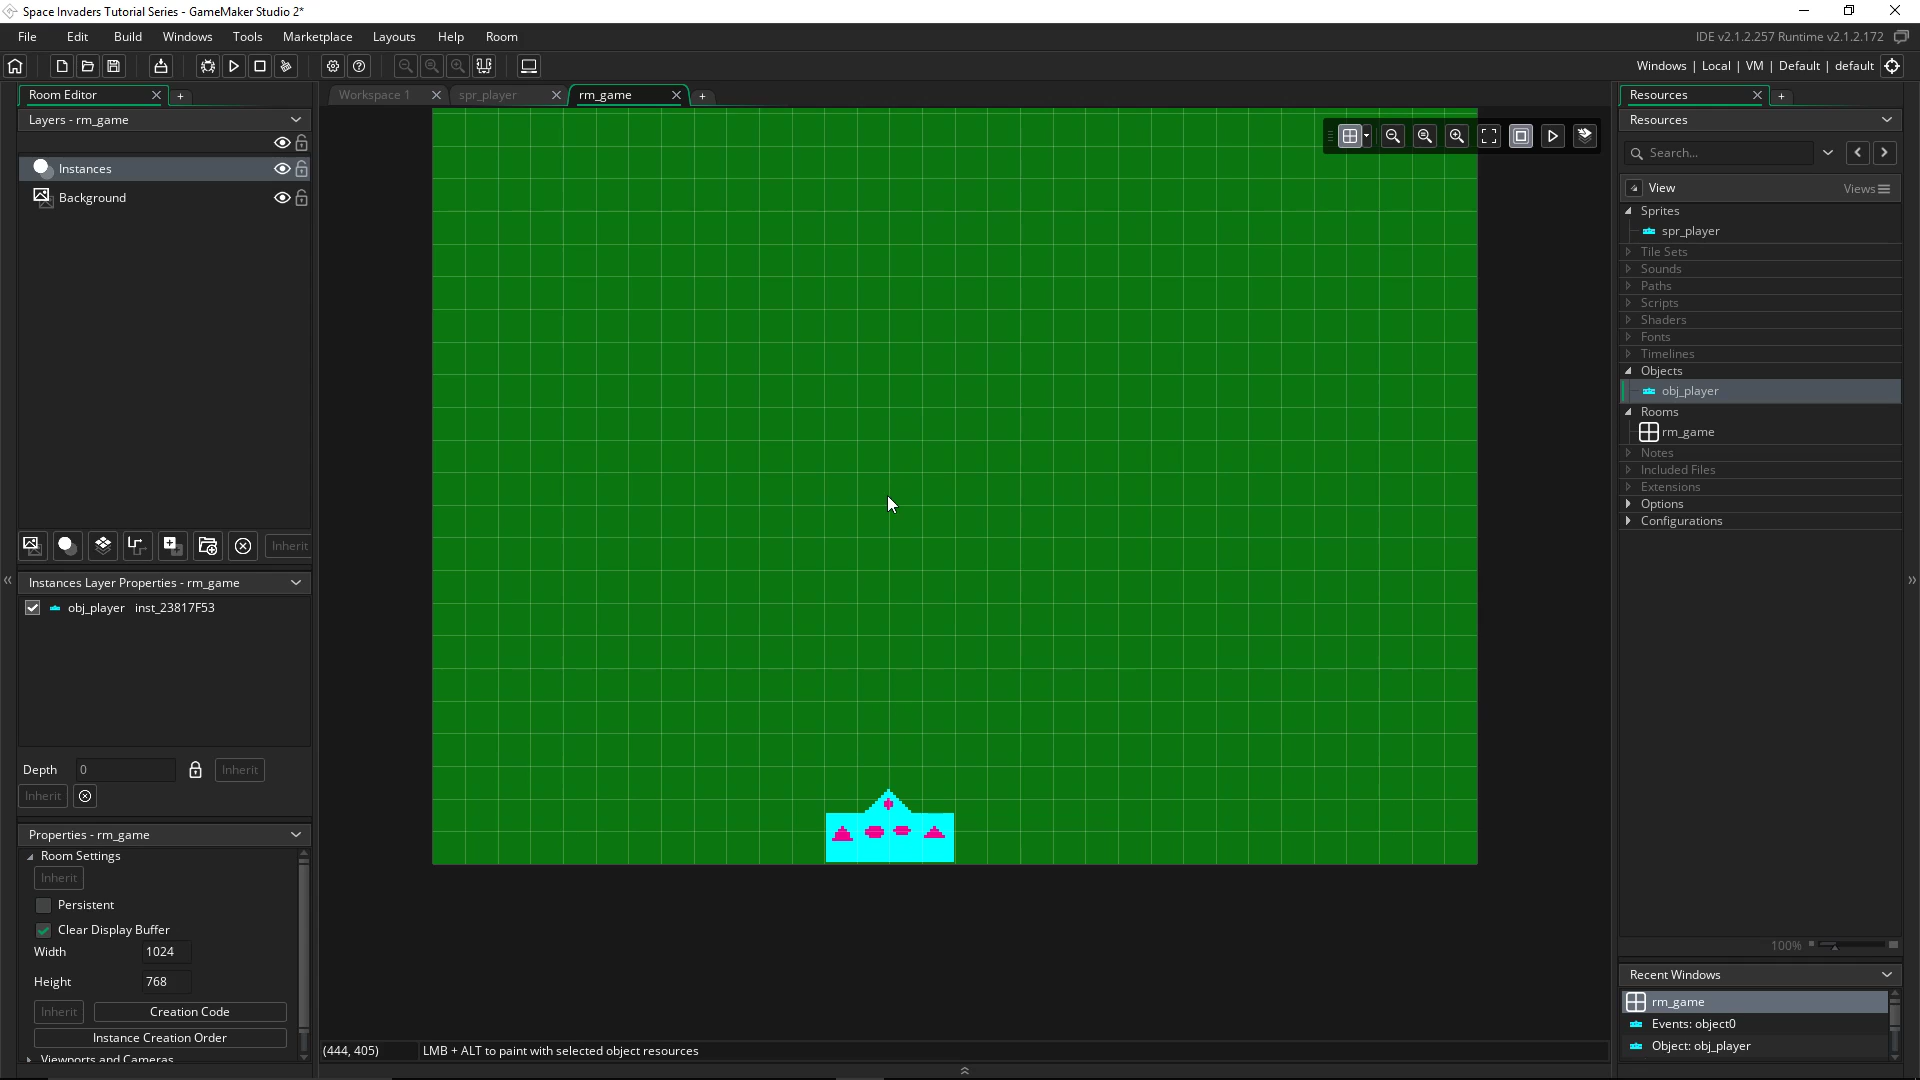 Space Invaders Tutorial Series - GameMaker Studio 2*
File Edit Build Windows Tools Marketplace Layouts Help Room
IDE v2.1.2.257 Runtime v2.1.2.172
Windows | Local | VM | Default | default
Room Editor
Layers - rm_game
Instances
Background
Inherit
Instances Layer Properties - rm_game
obj_player inst_23817F53
Depth 0 Inherit
Inherit
Properties - rm_game
Room Settings
Inherit
Persistent
Clear Display Buffer
Width 1024
Height 768
Inherit Creation Code
Instance Creation Order
Viewports and Cameras
Workspace 1 spr_player rm_game
(444, 405) LMB + ALT to paint with selected object resources
Resources
Resources
Search...
View Views
Sprites
spr_player
Tile Sets
Sounds
Paths
Scripts
Shaders
Fonts
Timelines
Objects
obj_player
Rooms
rm_game
Notes
Included Files
Extensions
Options
Configurations
100%
Recent Windows
rm_game
Events: object0
Object: obj_player